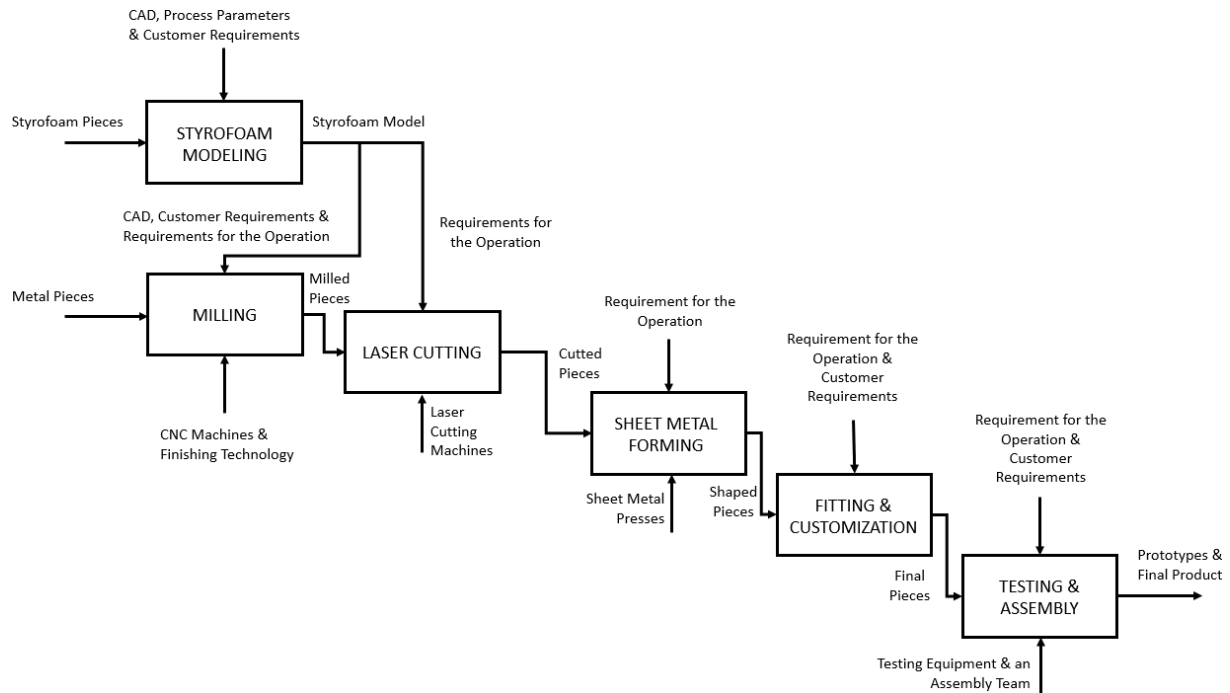 CAD, Process Parameters
& Customer Requirements
Styrofoam Pieces
STYROFOAM
MODELING
Styrofoam Model
CAD, Customer Requirements &
Requirements for the Operation
Requirements for
the Operation
Metal Pieces
MILLING
Milled
Pieces
CNC Machines &
Finishing Technology
LASER CUTTING
Laser
Cutting
Machines
Cutted
Pieces
Requirement for the
Operation
SHEET METAL
FORMING
Sheet Metal
Presses
Shaped
Pieces
Requirement for the
Operation &
Customer
Requirements
FITTING &
CUSTOMIZATION
Final
Pieces
Requirement for the
Operation &
Customer
Requirements
TESTING &
ASSEMBLY
Testing Equipment & an
Assembly Team
Prototypes &
Final Product